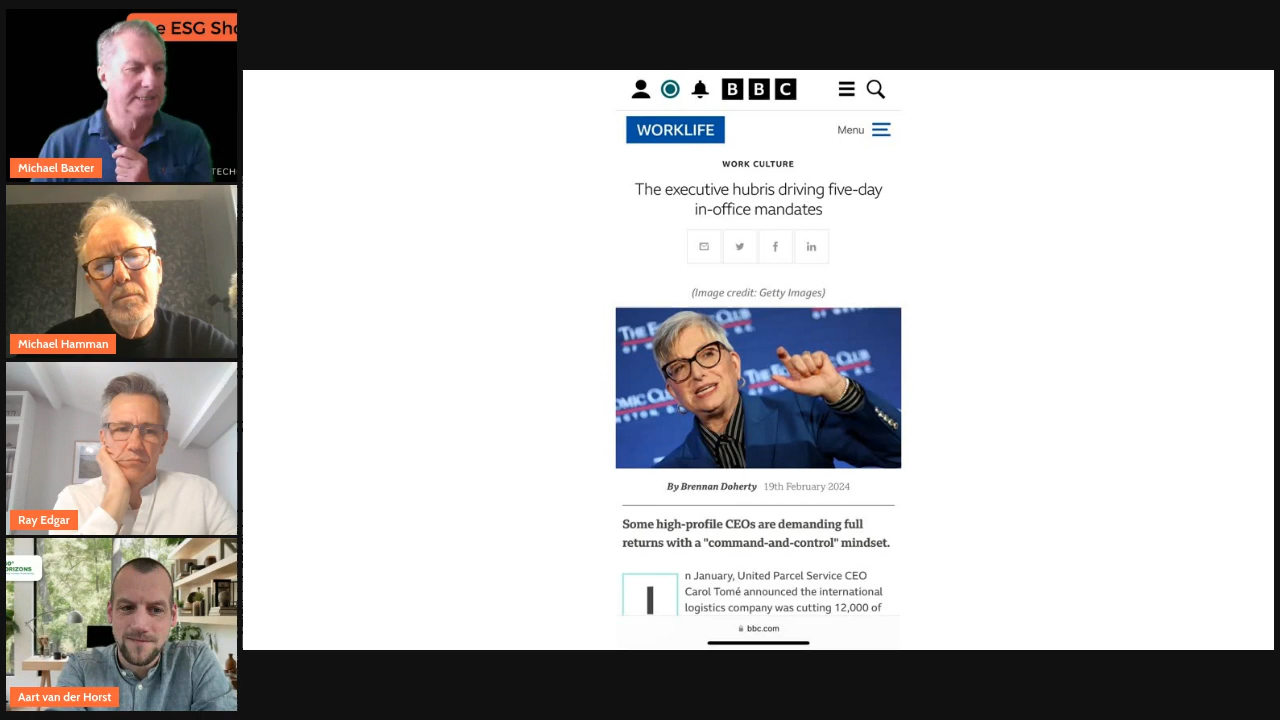 e ESG Sho
TECH
Michael Baxter
Michael Hamman
Ray Edgar
ORIZONS
Aart van der Horst
BBC
WORKLIFE
Menu
WORK CULTURE
The executive hubris driving five-day
in-office mandates
(Image credit: Getty Images)
By Brennan Doherty 19th February 2024
Some high-profile CEOs are demanding full
returns with a "command-and-control" mindset.
In January, United Parcel Service CEO
Carol Tomé announced the international
logistics company was cutting 12,000 of
bbc.com